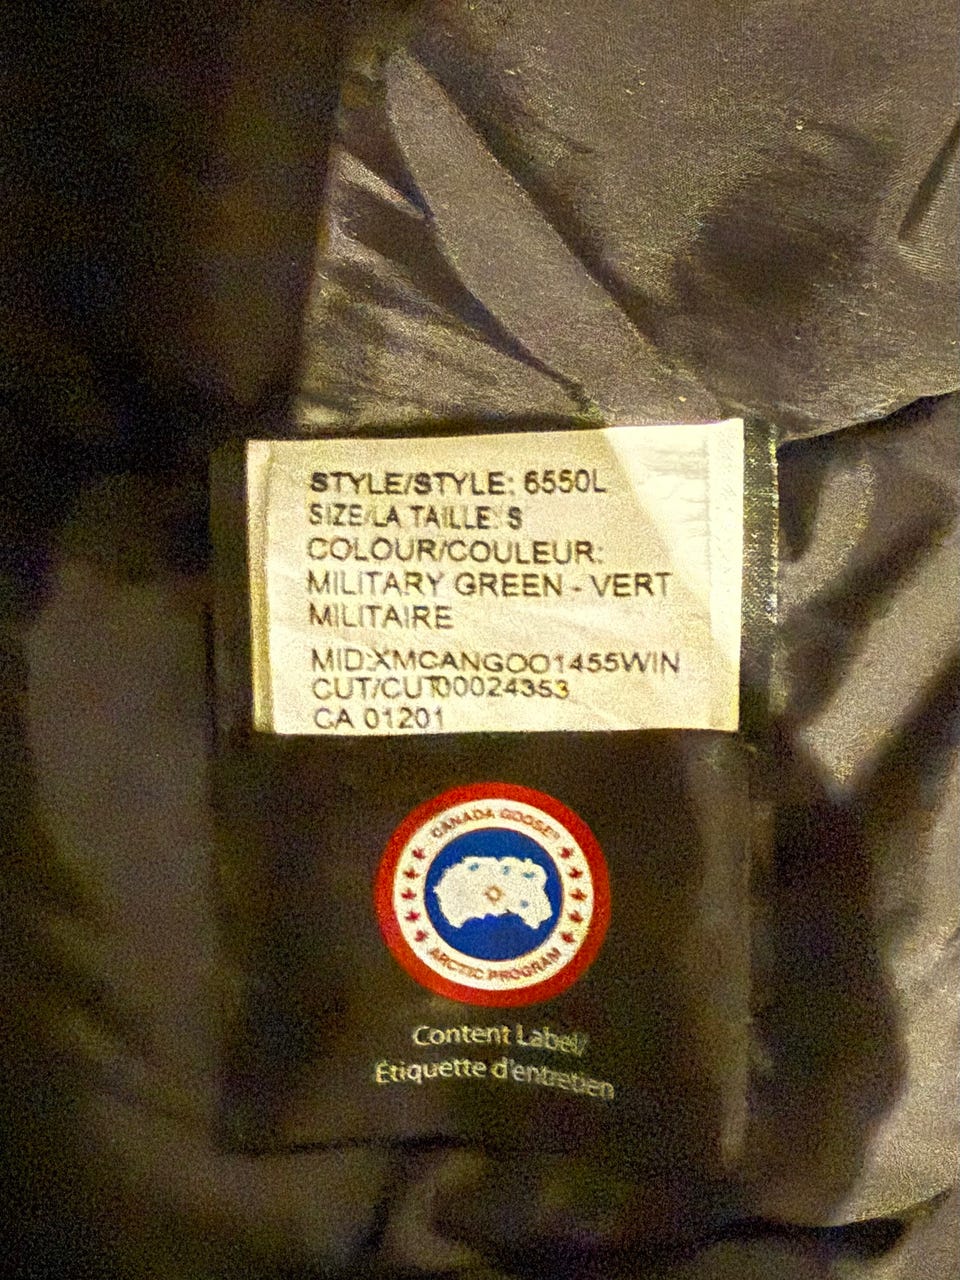 STYLE/STYLE: 6550L
SIZE/LA TAILLE: S
COLOUR/COULEUR:
MILITARY GREEN - VERT
MILITAIRE
MID:XMCANGOO1455WIN
CUT/CUT00024353
CA 01201
CANADA GOOSE
ARCTIC PROGRAM
Content Label/
Étiquette d'entretien